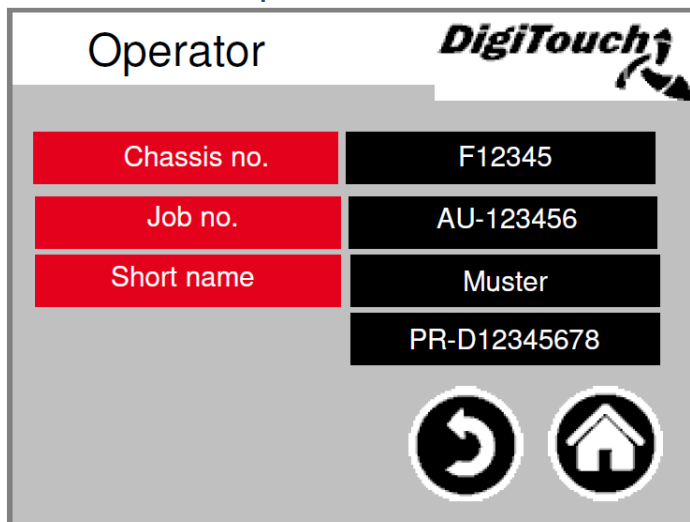 Operator
DigiTouch
Chassis no. F12345
Job no. AU-123456
Short name Muster
PR-D12345678